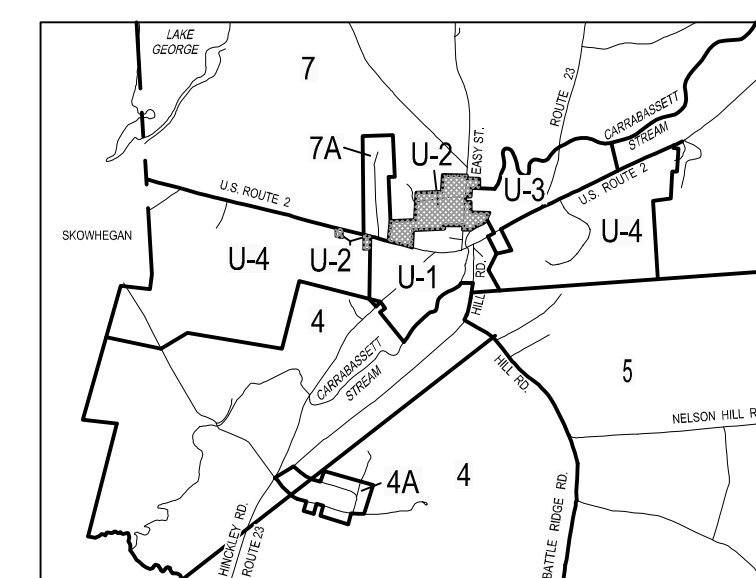 LAKE
GEORGE
7
ROUTE 23
CARRABASSETT
STREAM
7A
U-2
EASY ST.
U-3
U.S. ROUTE 2
U.S. ROUTE 2
SKOWHEGAN
U-4
U-2
U-1
U-4
HILL RD.
4
CARRABASSETT
STREAM
HILL RD.
5
NELSON HILL R
4A
4
HINCKLEY RD.
ROUTE 23
BATTLE RIDGE RD.